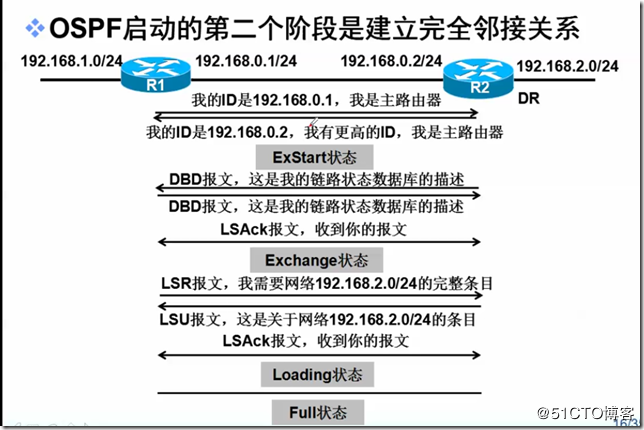 OSPF启动的第二个阶段是建立完全邻接关系
192.168.1.0/24 192.168.0.1/24 192.168.0.2/24 192.168.2.0/24
R1 R2
我的ID是192.168.0.1，我是主路由器 DR
我的ID是192.168.0.2，我有更高的ID，我是主路由器
ExStart状态
DBD报文，这是我的链路状态数据库的描述
DBD报文，这是我的链路状态数据库的描述
LSAck报文，收到你的报文
Exchange状态
LSR报文，我需要网络192.168.2.0/24的完整条目
LSU报文，这是关于网络192.168.2.0/24的条目
LSAck报文，收到你的报文
Loading状态
Full状态
@51CTO博客